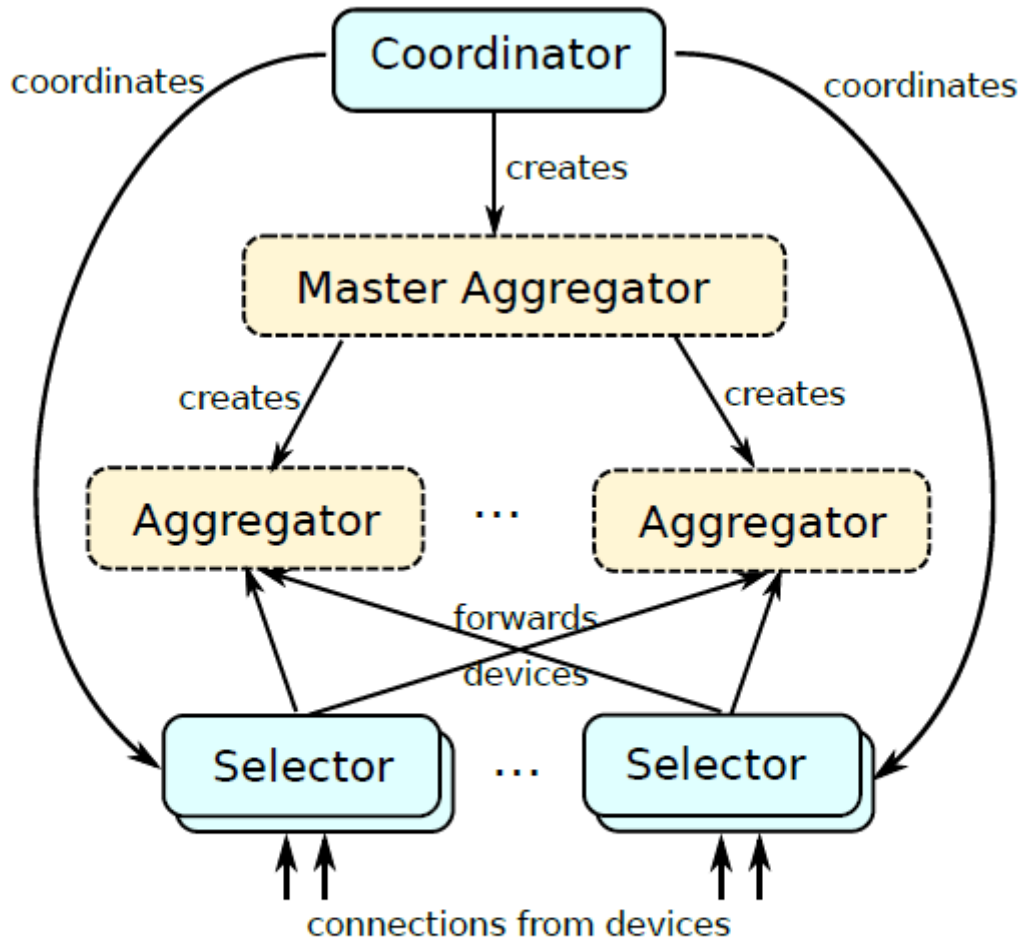 Coordinator
coordinates
coordinates
creates
Master Aggregator
creates
creates
Aggregator
...
Aggregator
forwards
devices
Selector
...
Selector
connections from devices